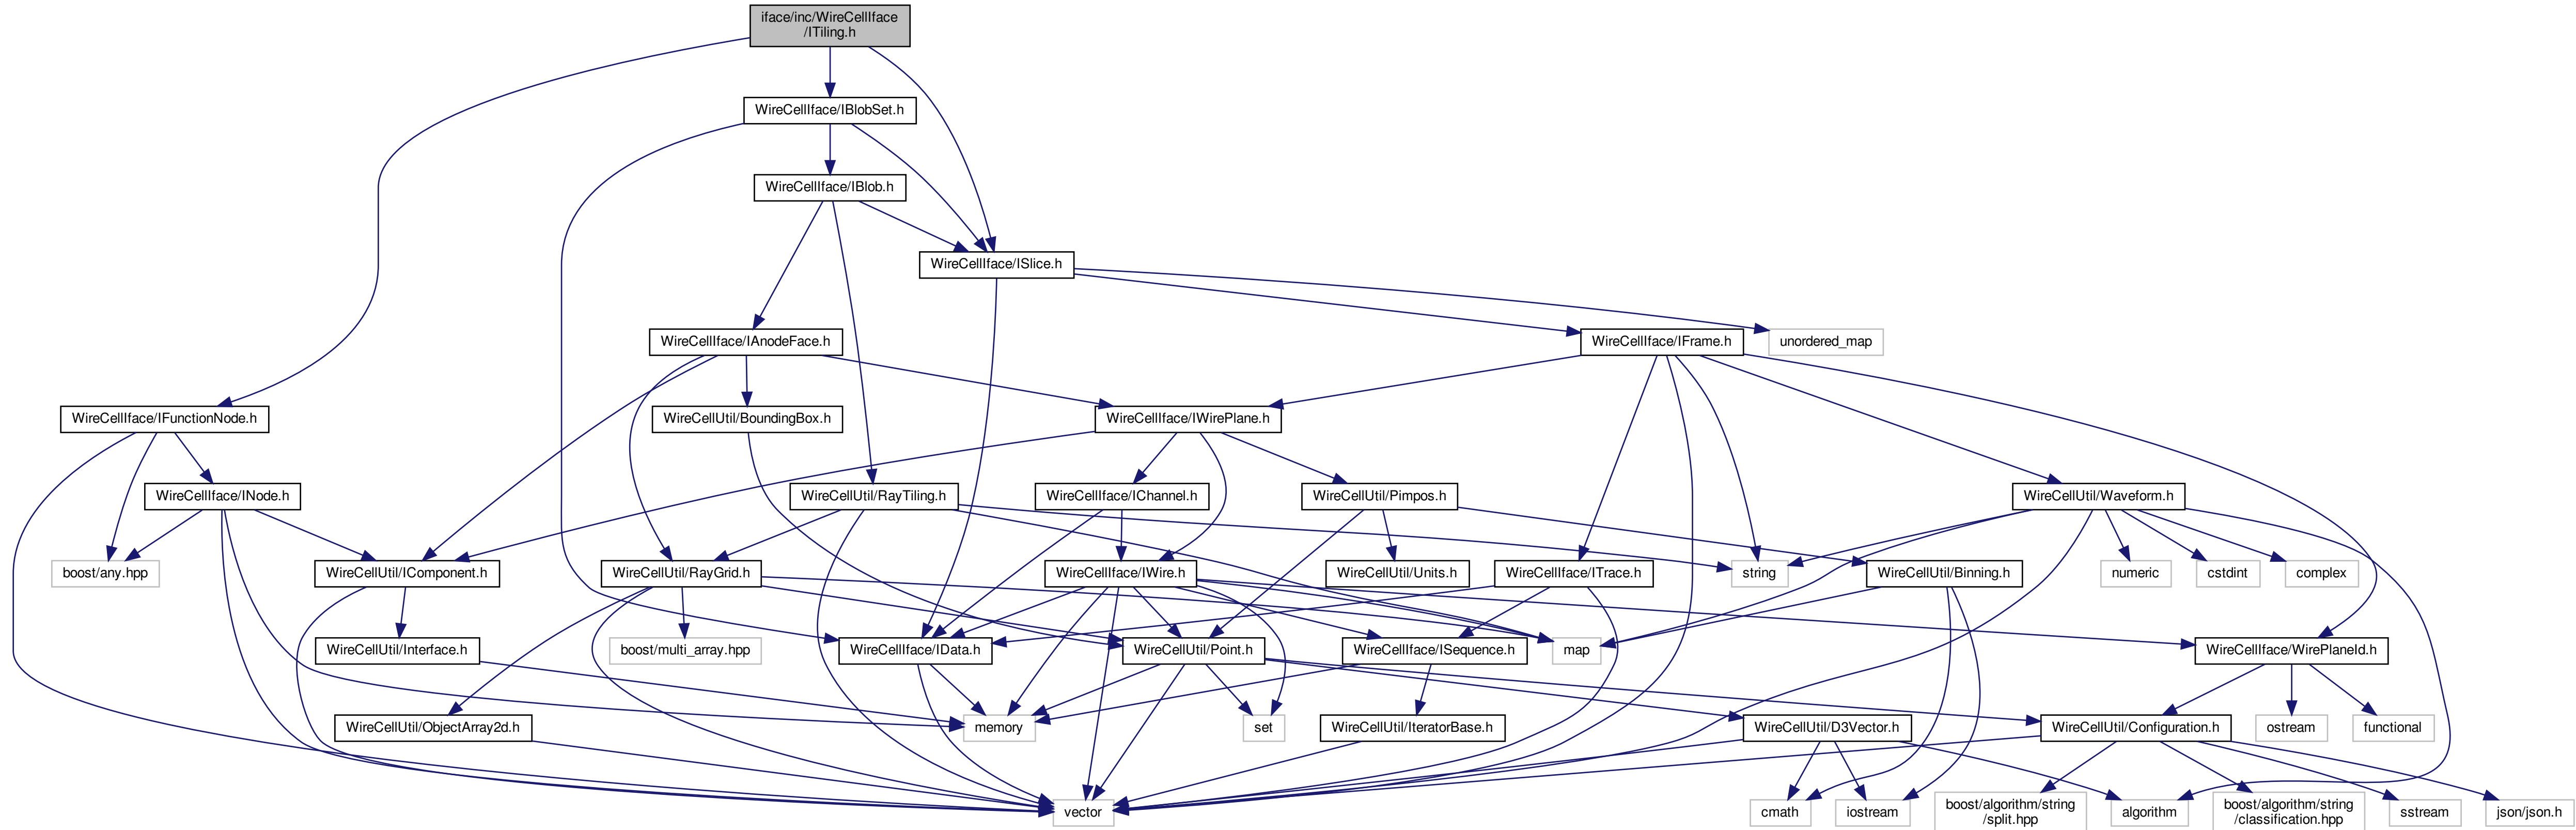 iface/inc/WireCellIface
/ITiling.h
WireCellIface/IBlobSet.h
WireCellIface/IBlob.h
WireCellIface/ISlice.h
WireCellIface/IAnodeFace.h
WireCellIface/IFrame.h
unordered_map
WireCellIface/IFunctionNode.h
WireCellUtil/BoundingBox.h
WireCellIface/IWirePlane.h
WireCellIface/INode.h
WireCellUtil/RayTiling.h
WireCellIface/IChannel.h
WireCellUtil/Pimpos.h
WireCellUtil/Waveform.h
boost/any.hpp
WireCellUtil/IComponent.h
WireCellUtil/RayGrid.h
WireCellIface/IWire.h
WireCellUtil/Units.h
WireCellIface/ITrace.h
string
WireCellUtil/Binning.h
numeric
cstdint
complex
WireCellUtil/Interface.h
boost/multi_array.hpp
WireCellIface/IData.h
WireCellUtil/Point.h
WireCellIface/ISequence.h
map
WireCellIface/WirePlaneId.h
WireCellUtil/ObjectArray2d.h
memory
set
WireCellUtil/IteratorBase.h
WireCellUtil/D3Vector.h
WireCellUtil/Configuration.h
ostream
functional
vector
cmath
iostream
boost/algorithm/string
/split.hpp
algorithm
boost/algorithm/string
/classification.hpp
sstream
json/json.h